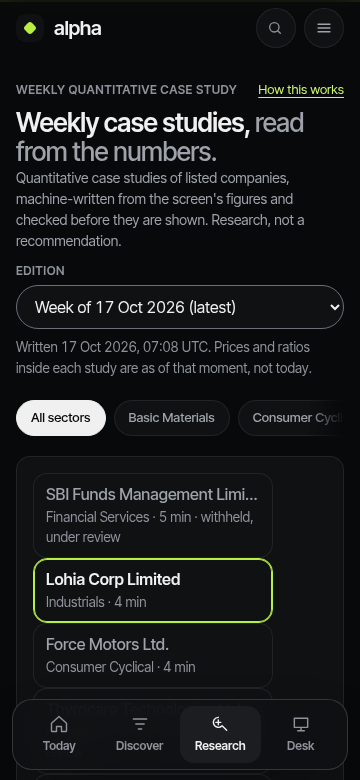 alpha
WEEKLY QUANTITATIVE CASE STUDY
How this works
Weekly case studies, read
from the numbers.
Quantitative case studies of listed companies,
machine-written from the screen's figures and
checked before they are shown. Research, not a
recommendation.
EDITION
Week of 17 Oct 2026 (latest)
Written 17 Oct 2026, 07:08 UTC. Prices and ratios
inside each study are as of that moment, not today.
All sectors
Basic Materials
Consumer Cycl
SBI Funds Management Limi...
Financial Services · 5 min · withheld,
under review
Lohia Corp Limited
Industrials · 4 min
Force Motors Ltd.
Consumer Cyclical · 4 min
Today
Discover
Research
Desk